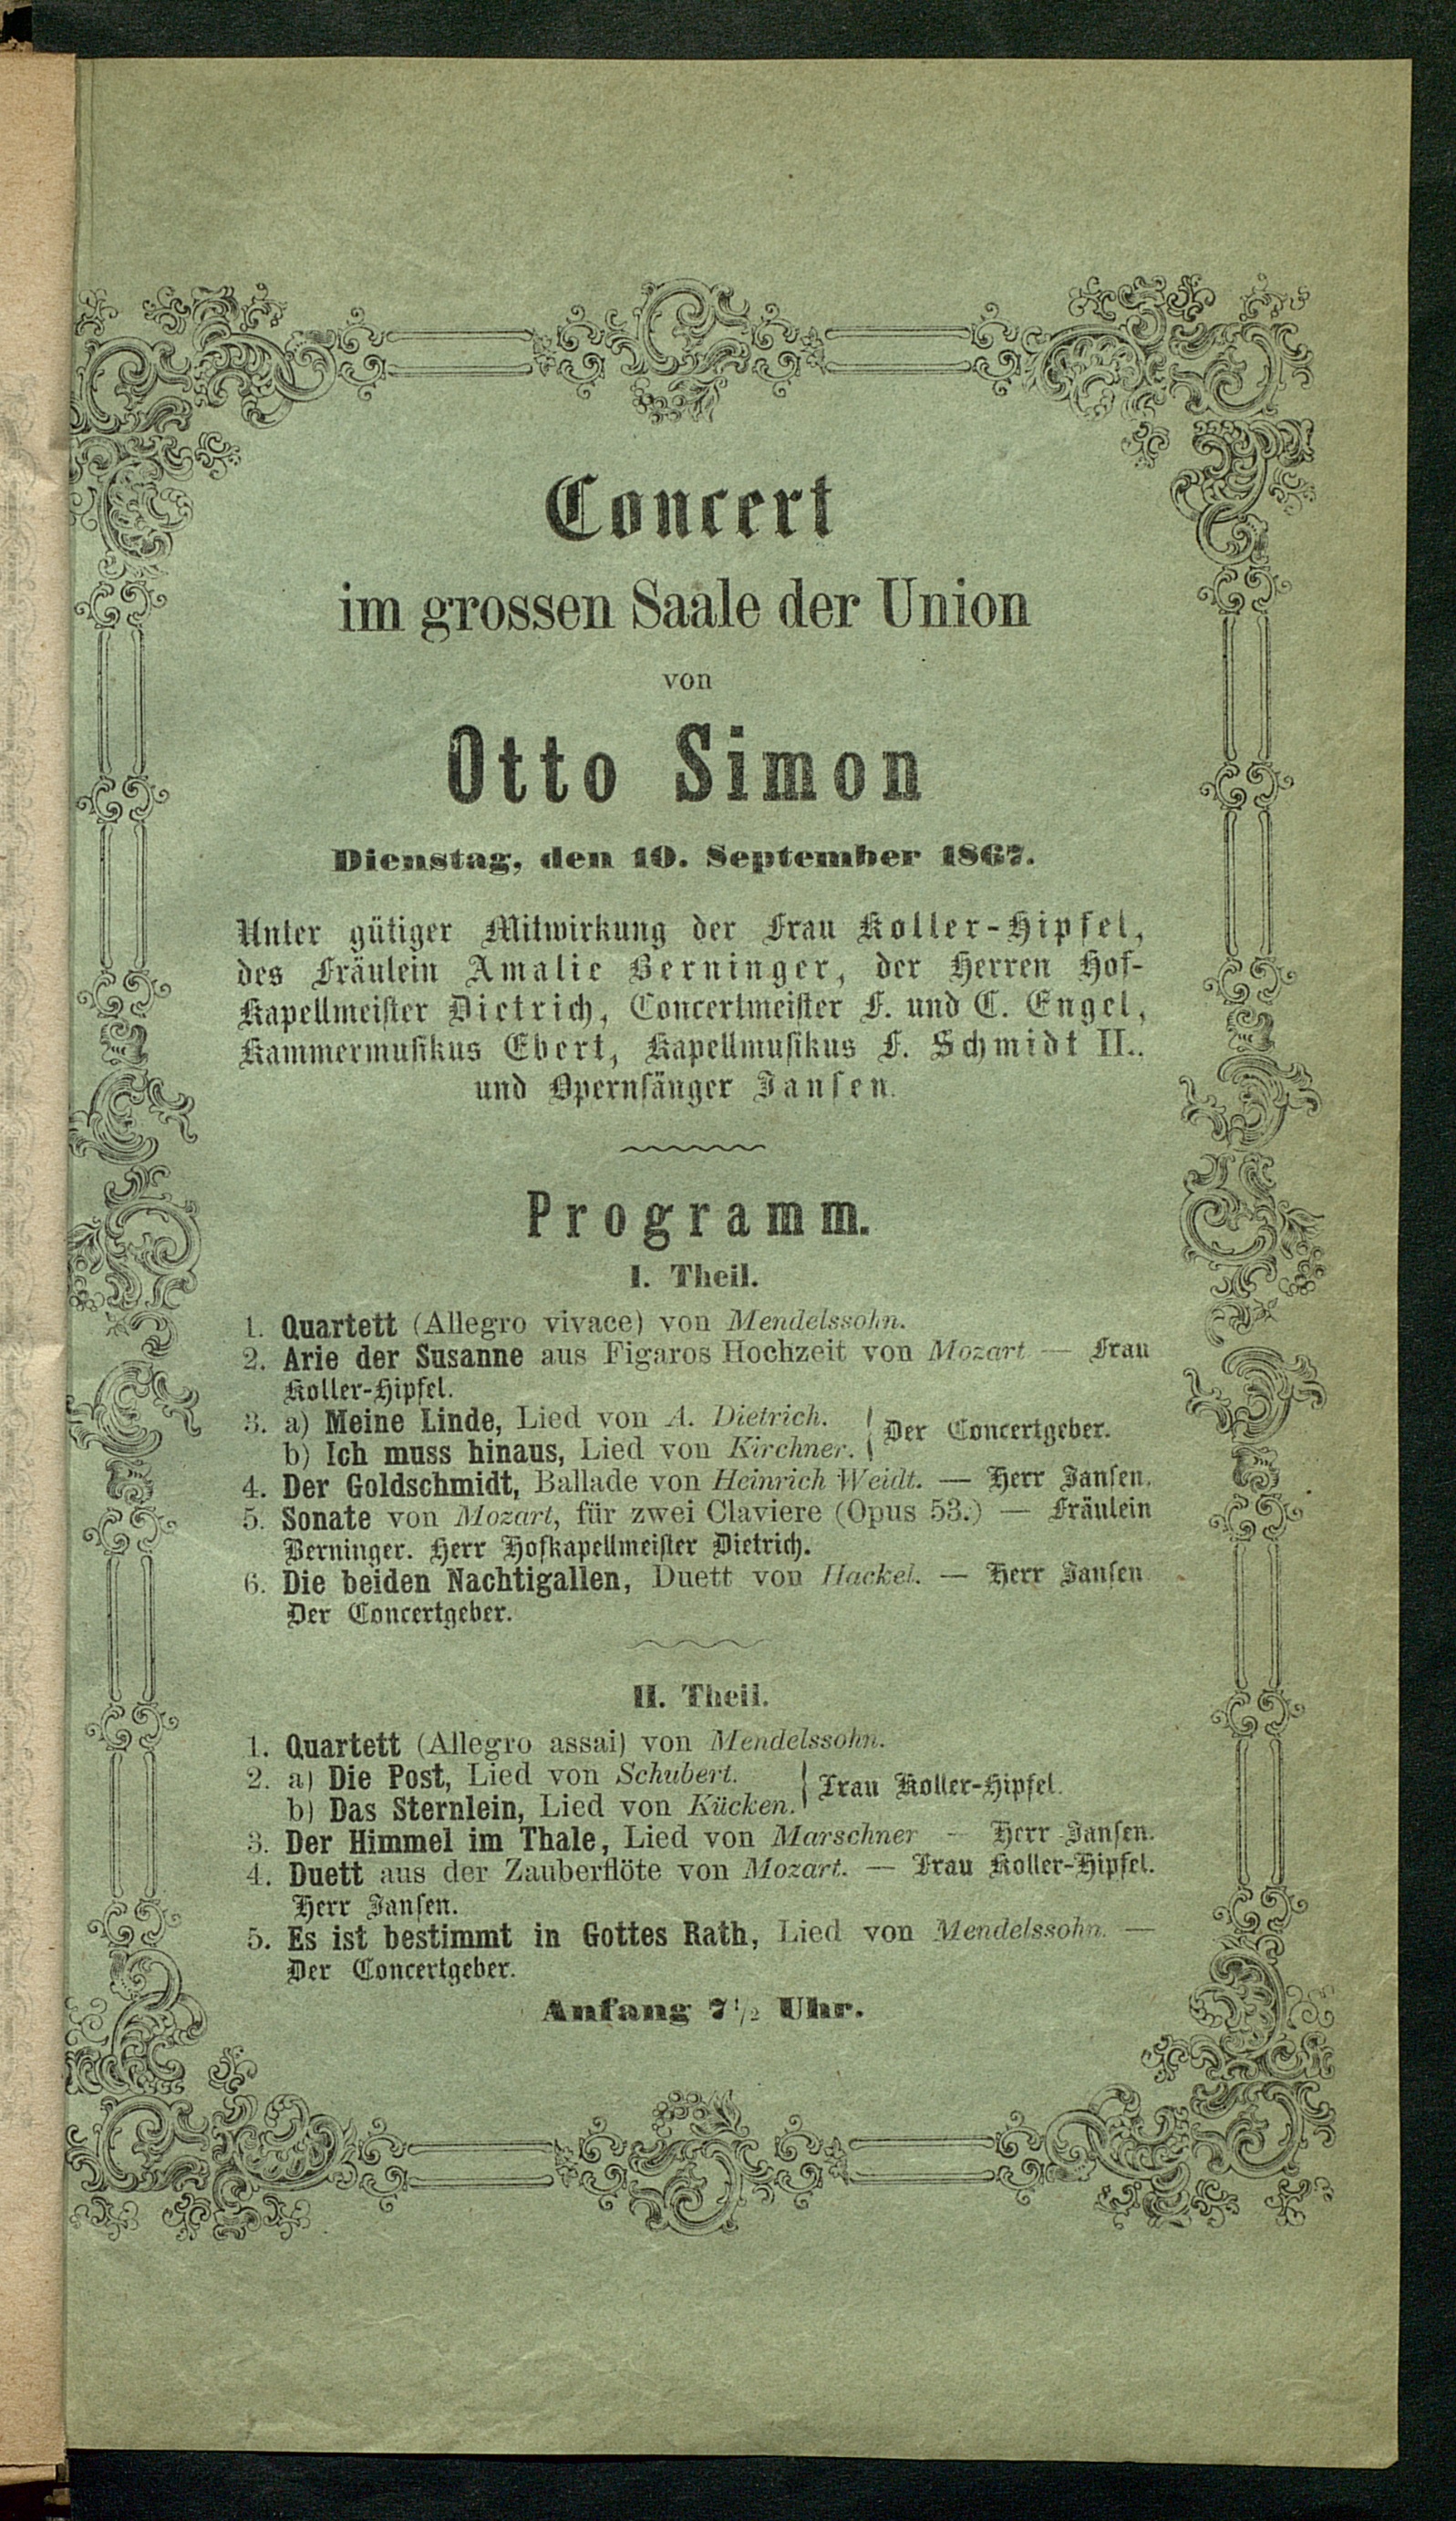 Concert
im grossen Saale der Union
von
Otto Simon
Dienstag, den 10. September 1867.
Unter gütiger Mitwirkung der Frau Koller-Hipfel,
des Fräulein Amalie Berninger, der Herren Hof-
Kapellmeister Dietrich, Concertmeister F. und C. Engel,
Kammermusikus Ebert, Kapellmusikus F. Schmidt II..
und Opernsänger Jansen.
Programm.
I. Theil.
1. Quartett (Allegro vivace) von Mendelssohn.
2. Arie der Susanne aus Figaros Hochzeit von Mozart — Frau
Koller-Hipfel.
3. a) Meine Linde, Lied von A. Dietrich.
b) Ich muss hinaus, Lied von Kirchner. } Der Concertgeber.
4. Der Goldschmidt, Ballade von Heinrich Weidt. — Herr Jansen.
5. Sonate von Mozart, für zwei Claviere (Opus 53.) — Fräulein
Berninger. Herr Hofkapellmeister Dietrich.
6. Die beiden Nachtigallen, Duett von Hackel. — Herr Jansen
Der Concertgeber.
II. Theil.
1. Quartett (Allegro assai) von Mendelssohn.
2. a) Die Post, Lied von Schubert.
b) Das Sternlein, Lied von Kücken. } Frau Koller-Hipfel.
3. Der Himmel im Thale, Lied von Marschner — Herr Jansen.
4. Duett aus der Zauberflöte von Mozart. — Frau Koller-Hipfel.
Herr Jansen.
5. Es ist bestimmt in Gottes Rath, Lied von Mendelssohn. —
Der Concertgeber.
Anfang 7 1/2 Uhr.